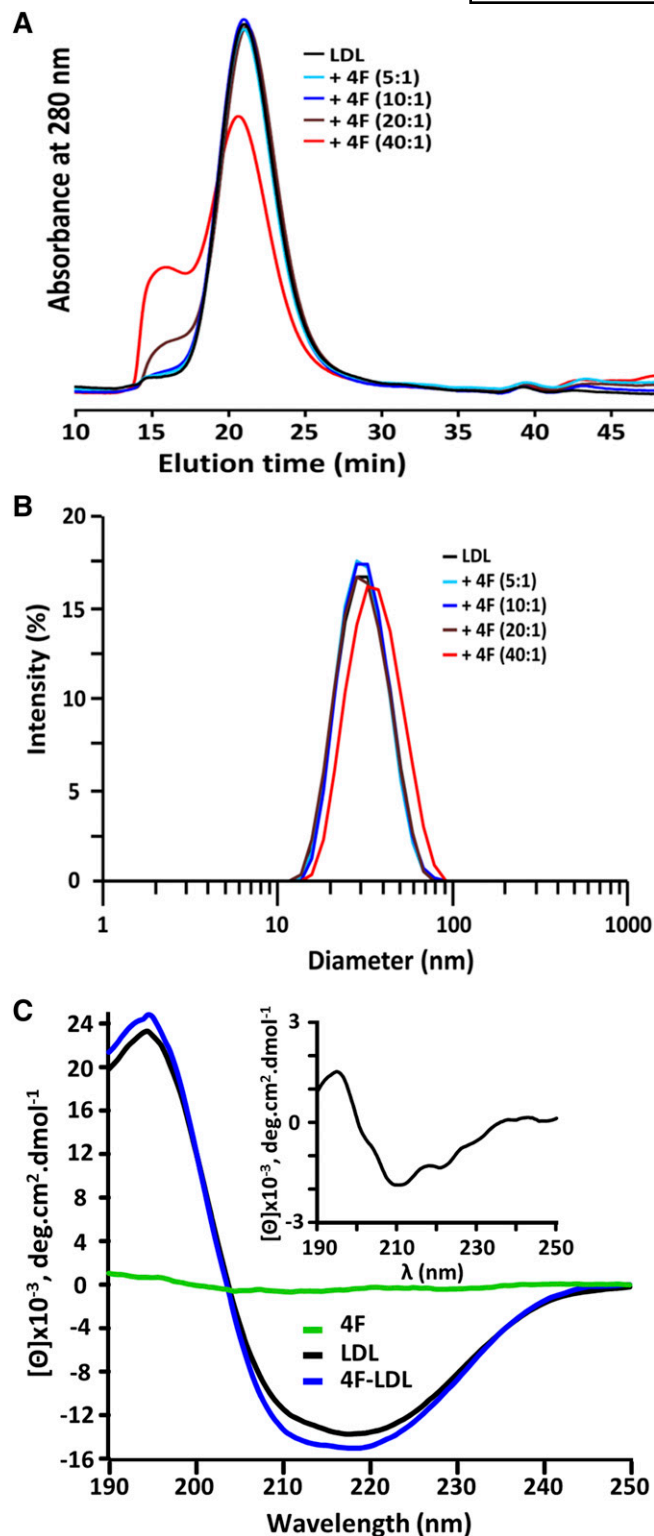 A
Absorbance at 280 nm
LDL
+ 4F (5:1)
+ 4F (10:1)
+ 4F (20:1)
+ 4F (40:1)
10 15 20 25 30 35 40 45
Elution time (min)
B
Intensity (%)
20
15
10
5
0
LDL
+ 4F (5:1)
+ 4F (10:1)
+ 4F (20:1)
+ 4F (40:1)
1 10 100 1000
Diameter (nm)
C
[Θ]x10⁻³, deg.cm².dmol⁻¹
24
20
16
12
8
4
0
-4
-8
-12
-16
[Θ]x10⁻³, deg.cm².dmol⁻¹
3
0
-3
190 210 230 250
λ (nm)
4F
LDL
4F-LDL
190 200 210 220 230 240 250
Wavelength (nm)